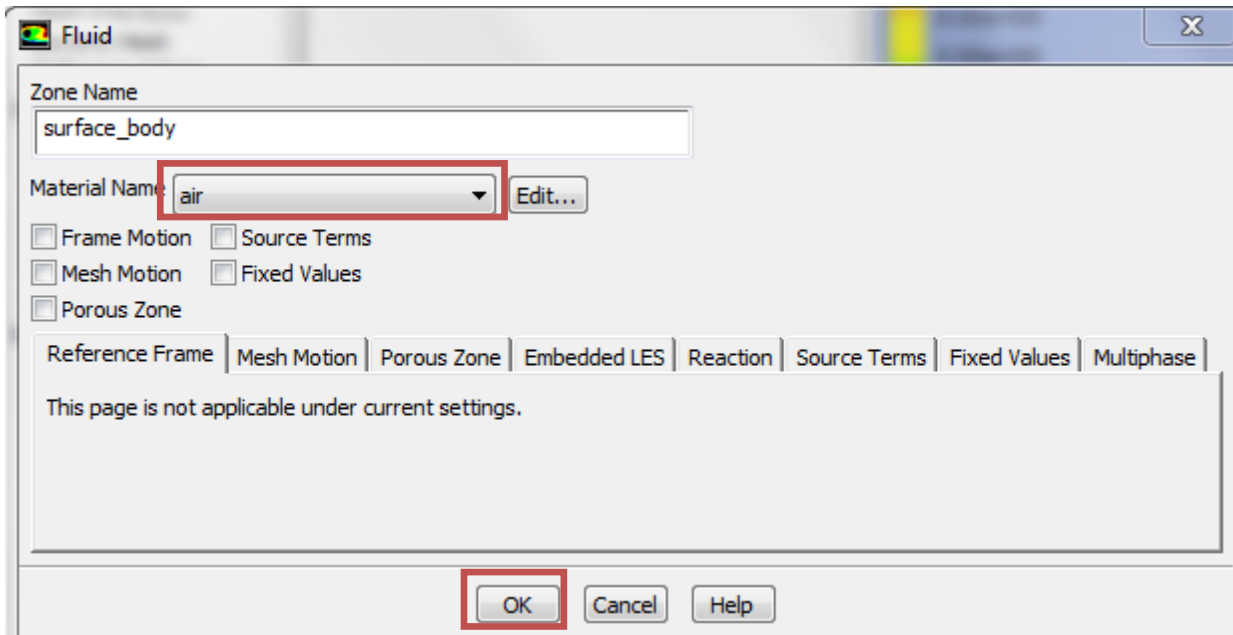 Fluid
Zone Name
surface_body
Material Name air Edit...
Frame Motion Source Terms
Mesh Motion Fixed Values
Porous Zone
Reference Frame Mesh Motion Porous Zone Embedded LES Reaction Source Terms Fixed Values Multiphase
This page is not applicable under current settings.
OK Cancel Help